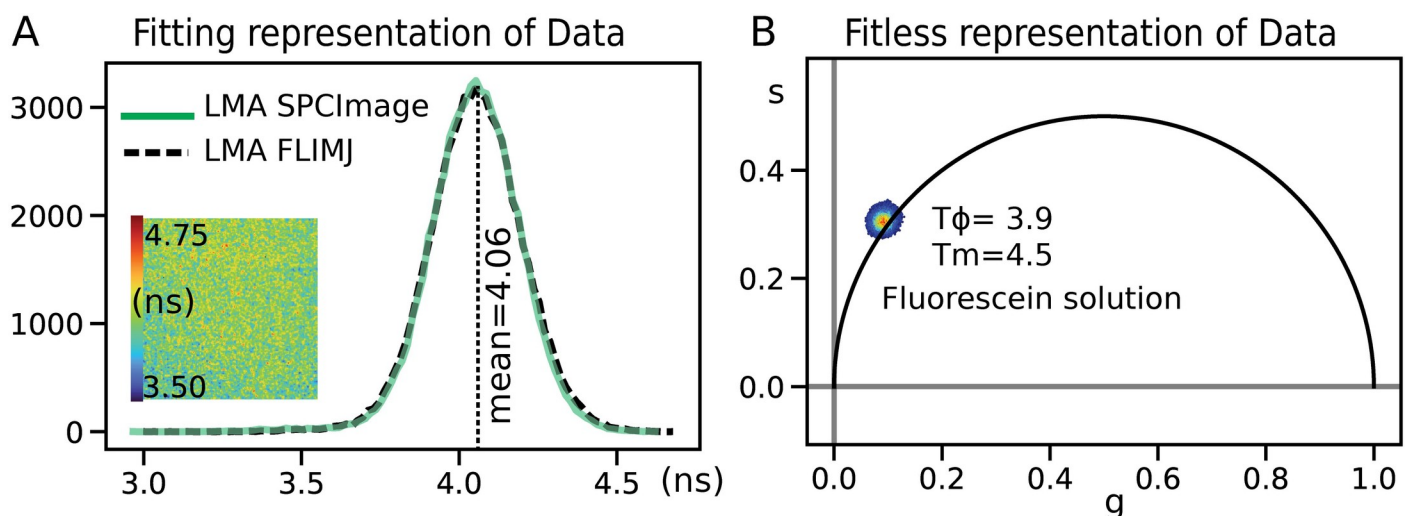 A
Fitting representation of Data
LMA SPCImage
LMA FLIMJ
3000
2000
1000
0
4.75
(ns)
3.50
mean=4.06
3.0
3.5
4.0
4.5
(ns)
B
Fitless representation of Data
s
0.4
0.2
0.0
Tϕ= 3.9
Tm=4.5
Fluorescein solution
0.0
0.2
0.4
0.6
0.8
1.0
g